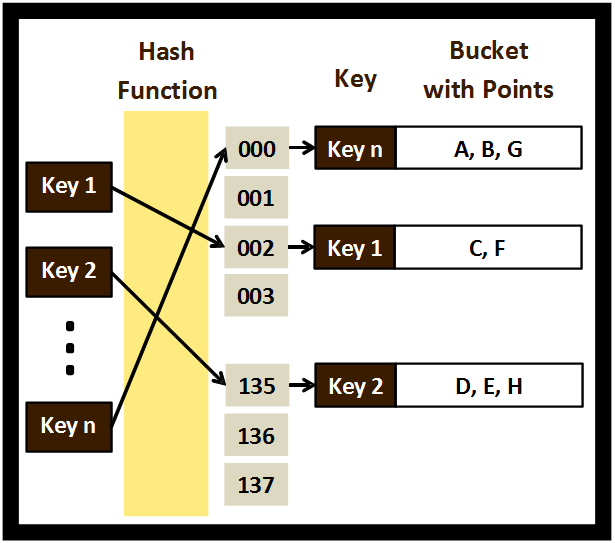 Hash
Function
Key
Bucket
with Points
Key 1
Key 2
Key n
000
001
002
003
135
136
137
Key n
A, B, G
Key 1
C, F
Key 2
D, E, H